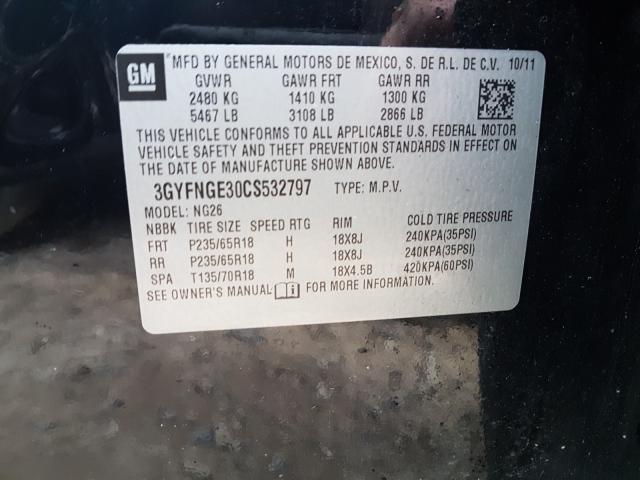 GM
MFD BY GENERAL MOTORS DE MEXICO, S. DE R.L. DE C.V. 10/11
GVWR GAWR FRT GAWR RR
2480 KG 1410 KG 1300 KG
5467 LB 3108 LB 2866 LB
THIS VEHICLE CONFORMS TO ALL APPLICABLE U.S. FEDERAL MOTOR
VEHICLE SAFETY AND THEFT PREVENTION STANDARDS IN EFFECT ON
THE DATE OF MANUFACTURE SHOWN ABOVE.
3GYFNGE30CS532797 TYPE: M.P.V.
MODEL: NG26
NBBK TIRE SIZE SPEED RTG RIM COLD TIRE PRESSURE
FRT P235/65R18 H 18X8J 240KPA(35PSI)
RR P235/65R18 H 18X8J 240KPA(35PSI)
SPA T135/70R18 M 18X4.5B 420KPA(60PSI)
SEE OWNER'S MANUAL FOR MORE INFORMATION.